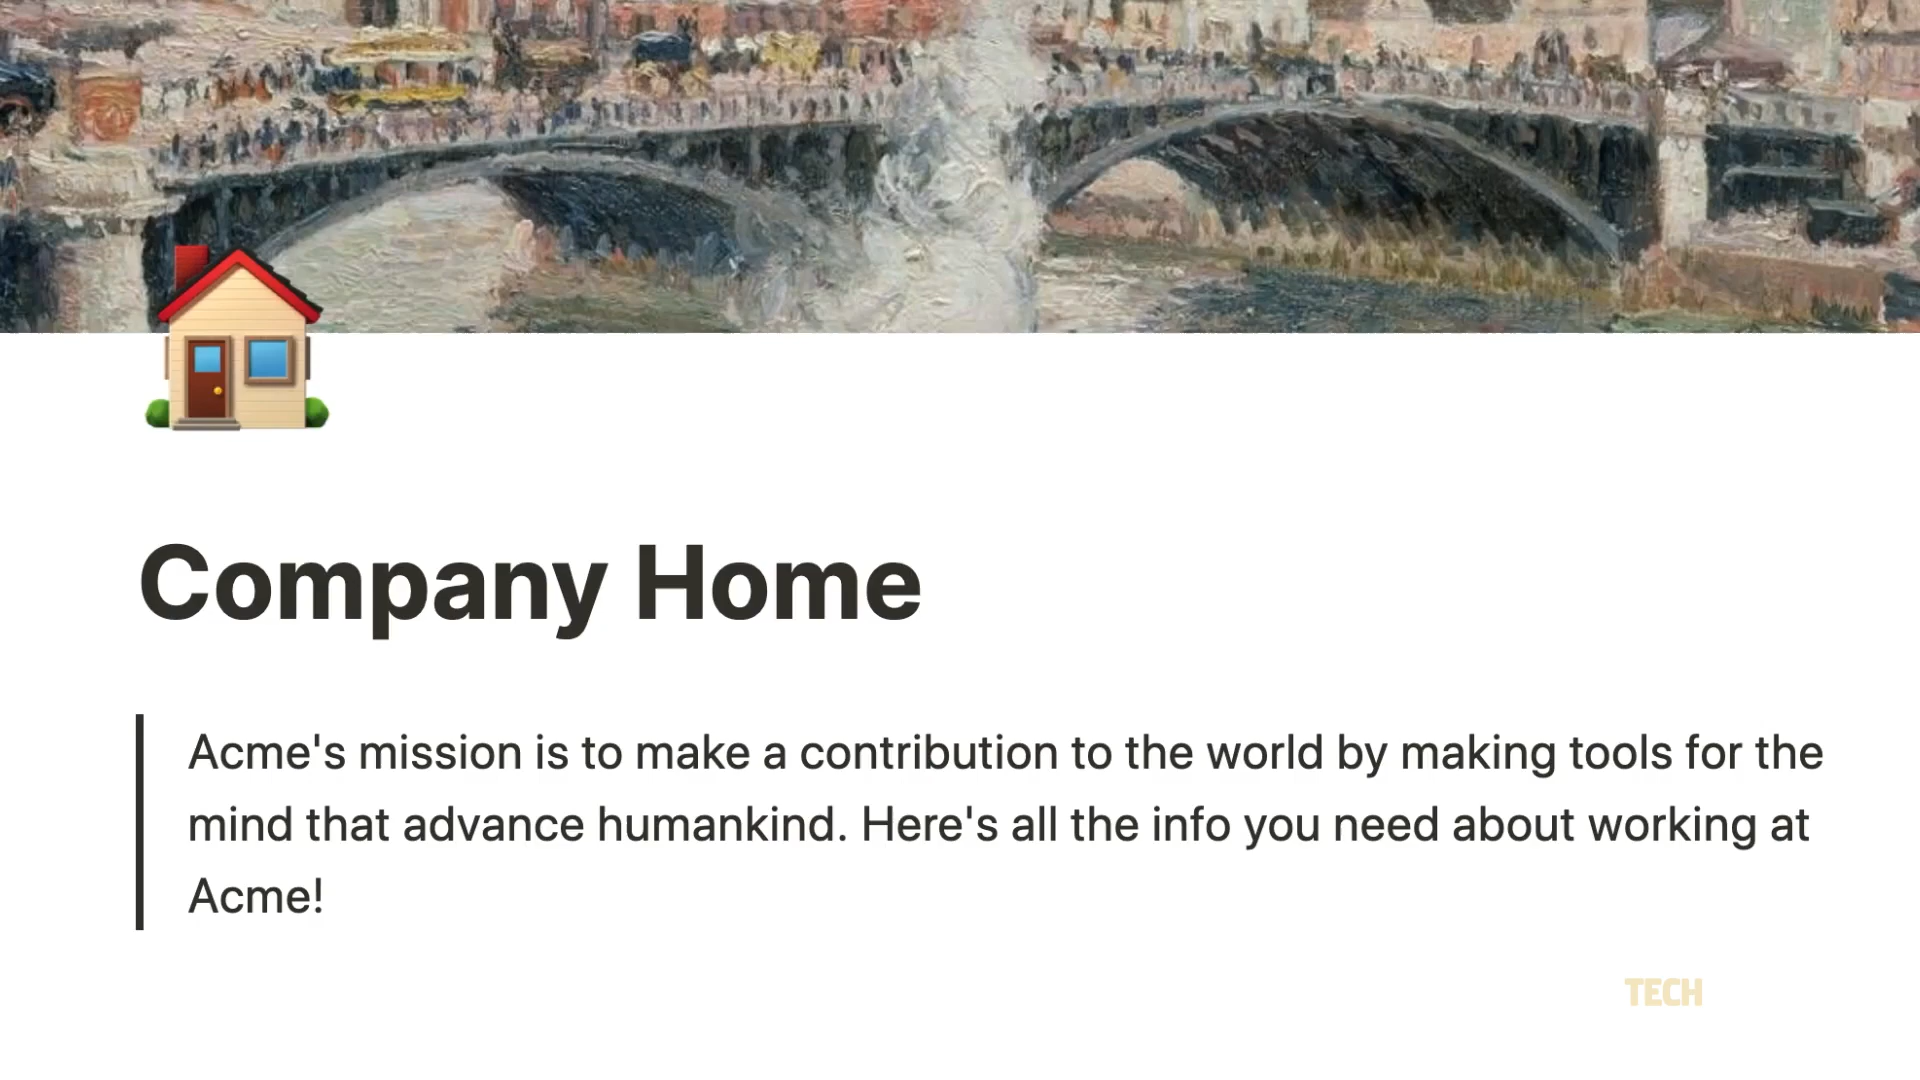 Company Home
Acme's mission is to make a contribution to the world by making tools for the
mind that advance humankind. Here's all the info you need about working at
Acme!
TECH